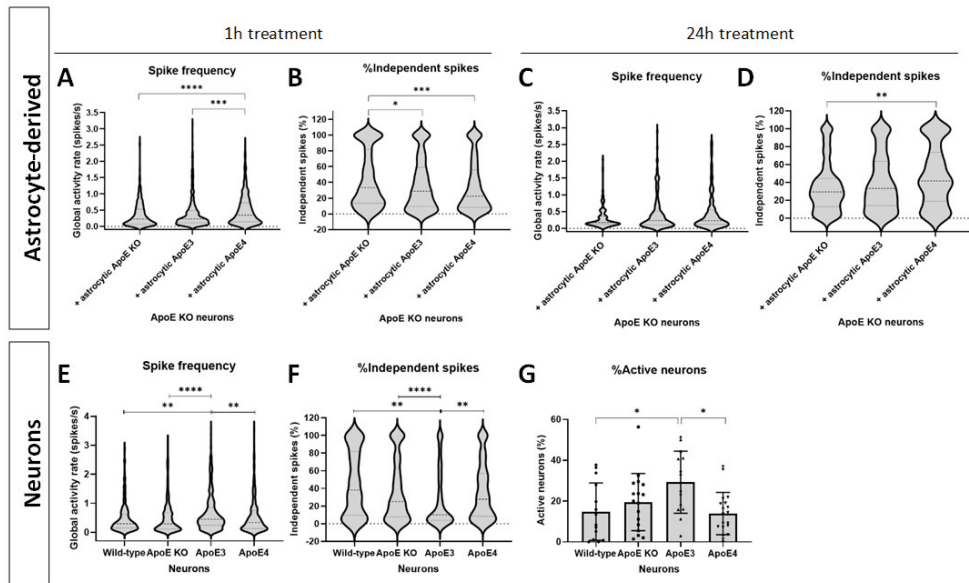 1h treatment
24h treatment
Astrocyte-derived
A
Spike frequency
****
***
Global activity rate (spikes/s)
3.5
3.0
2.5
2.0
1.5
1.0
0.5
0.0
+ astrocytic ApoE KO
+ astrocytic ApoE3
+ astrocytic ApoE4
ApoE KO neurons
B
%Independent spikes
***
*
Independent spikes (%)
120
100
80
60
40
20
0
-20
+ astrocytic ApoE KO
+ astrocytic ApoE3
+ astrocytic ApoE4
ApoE KO neurons
C
Spike frequency
Global activity rate (spikes/s)
3.5
3.0
2.5
2.0
1.5
1.0
0.5
0.0
+ astrocytic ApoE KO
+ astrocytic ApoE3
+ astrocytic ApoE4
ApoE KO neurons
D
%Independent spikes
**
Independent spikes (%)
120
100
80
60
40
20
0
+ astrocytic ApoE KO
+ astrocytic ApoE3
+ astrocytic ApoE4
ApoE KO neurons
Neurons
E
Spike frequency
****
** **
Global activity rate (spikes/s)
4
3
2
1
0
Wild-type ApoE KO ApoE3 ApoE4
Neurons
F
%Independent spikes
****
** **
Independent spikes (%)
120
100
80
60
40
20
0
-20
Wild-type ApoE KO ApoE3 ApoE4
Neurons
G
%Active neurons
* *
Active neurons (%)
60
40
20
0
Wild-type ApoE KO ApoE3 ApoE4
Neurons